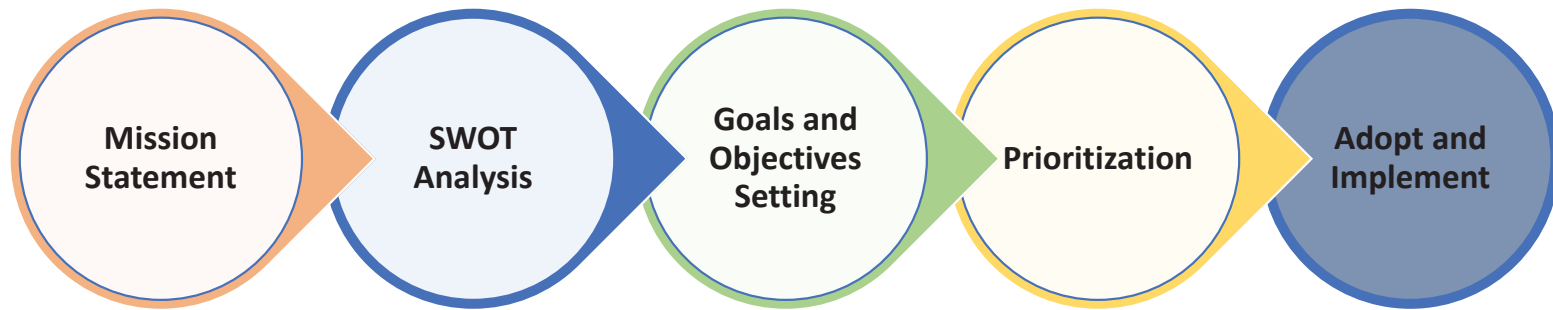 Mission
Statement
SWOT
Analysis
Goals and
Objectives
Setting
Prioritization
Adopt and
Implement